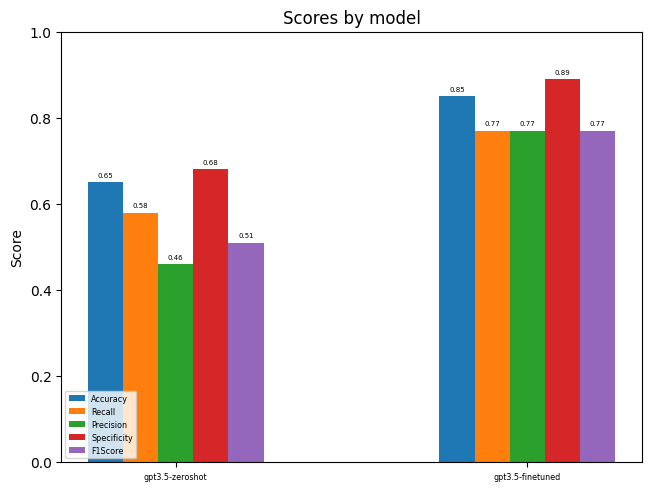 Scores by model
1.0
0.8
0.6
0.4
0.2
0.0
Score
0.65
0.58
0.46
0.68
0.51
0.85
0.77
0.77
0.89
0.77
Accuracy
Recall
Precision
Specificity
F1Score
gpt3.5-zeroshot
gpt3.5-finetuned